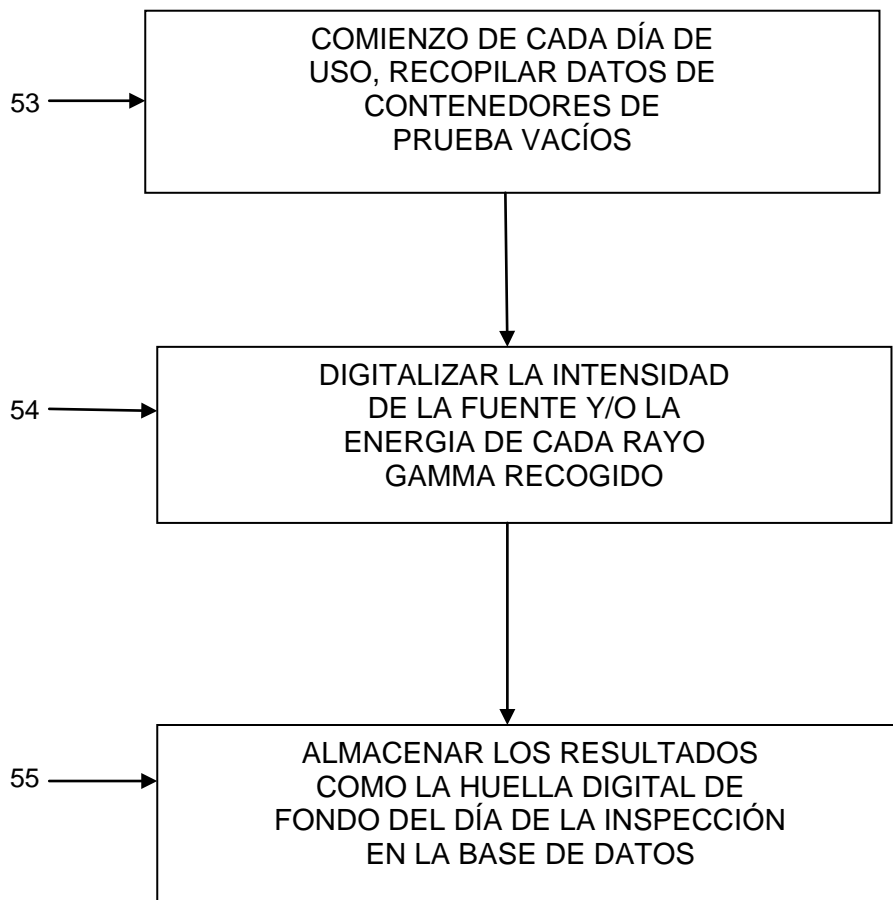 COMIENZO DE CADA DÍA DE
USO, RECOPILAR DATOS DE
CONTENEDORES DE
PRUEBA VACÍOS
53
DIGITALIZAR LA INTENSIDAD
DE LA FUENTE Y/O LA
ENERGIA DE CADA RAYO
GAMMA RECOGIDO
54
ALMACENAR LOS RESULTADOS
COMO LA HUELLA DIGITAL DE
FONDO DEL DÍA DE LA INSPECCIÓN
EN LA BASE DE DATOS
55